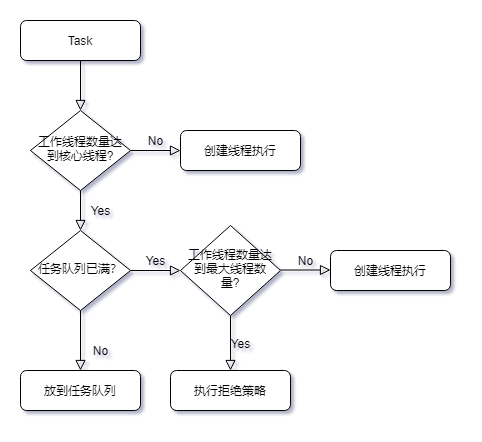 Task
工作线程数量达
到核心线程?
No
创建线程执行
Yes
任务队列已满?
Yes
工作线程数量达
到最大线程数
量?
No
创建线程执行
No
Yes
放到任务队列
执行拒绝策略